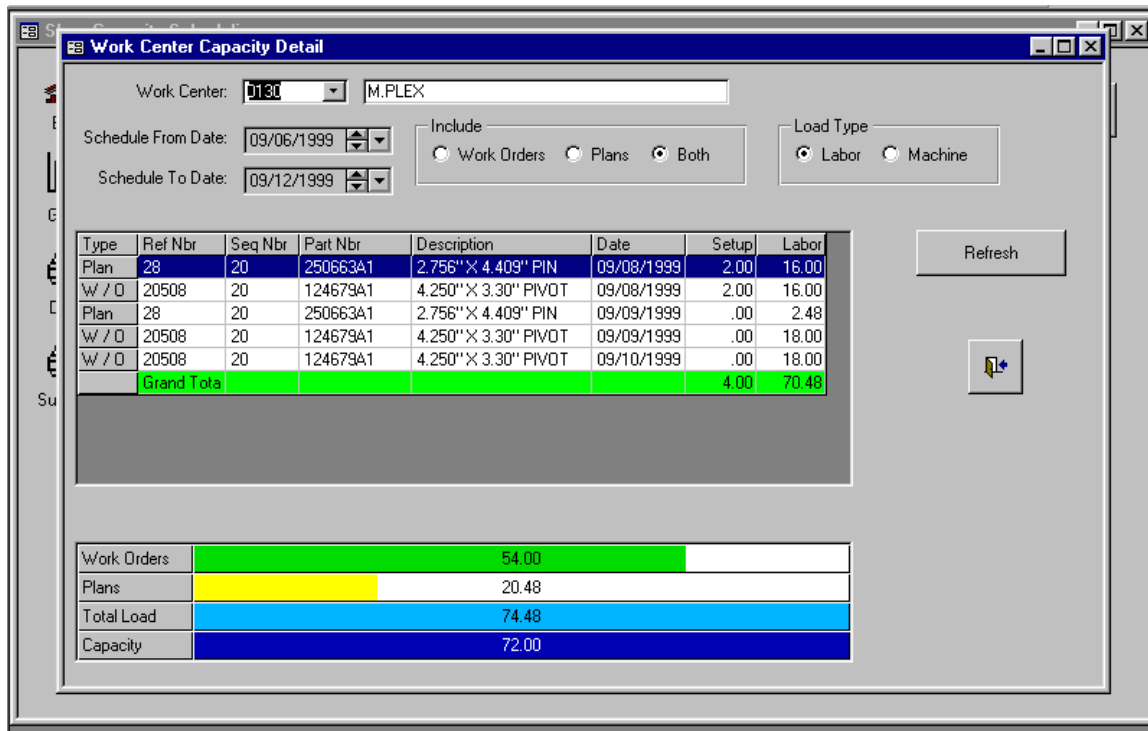 Work Center Capacity Detail
Work Center: 0130 M.PLEX
Schedule From Date: 09/06/1999
Schedule To Date: 09/12/1999
Include
Work Orders Plans Both
Load Type
Labor Machine
Refresh
Type Ref Nbr Seq Nbr Part Nbr Description Date Setup Labor
Plan 28 20 250663A1 2.756" X 4.409" PIN 09/08/1999 2.00 16.00
W / O 20508 20 124679A1 4.250" X 3.30" PIVOT 09/08/1999 2.00 16.00
Plan 28 20 250663A1 2.756" X 4.409" PIN 09/09/1999 .00 2.48
W / O 20508 20 124679A1 4.250" X 3.30" PIVOT 09/09/1999 .00 18.00
W / O 20508 20 124679A1 4.250" X 3.30" PIVOT 09/10/1999 .00 18.00
Grand Tota 4.00 70.48
Su
Work Orders 54.00
Plans 20.48
Total Load 74.48
Capacity 72.00